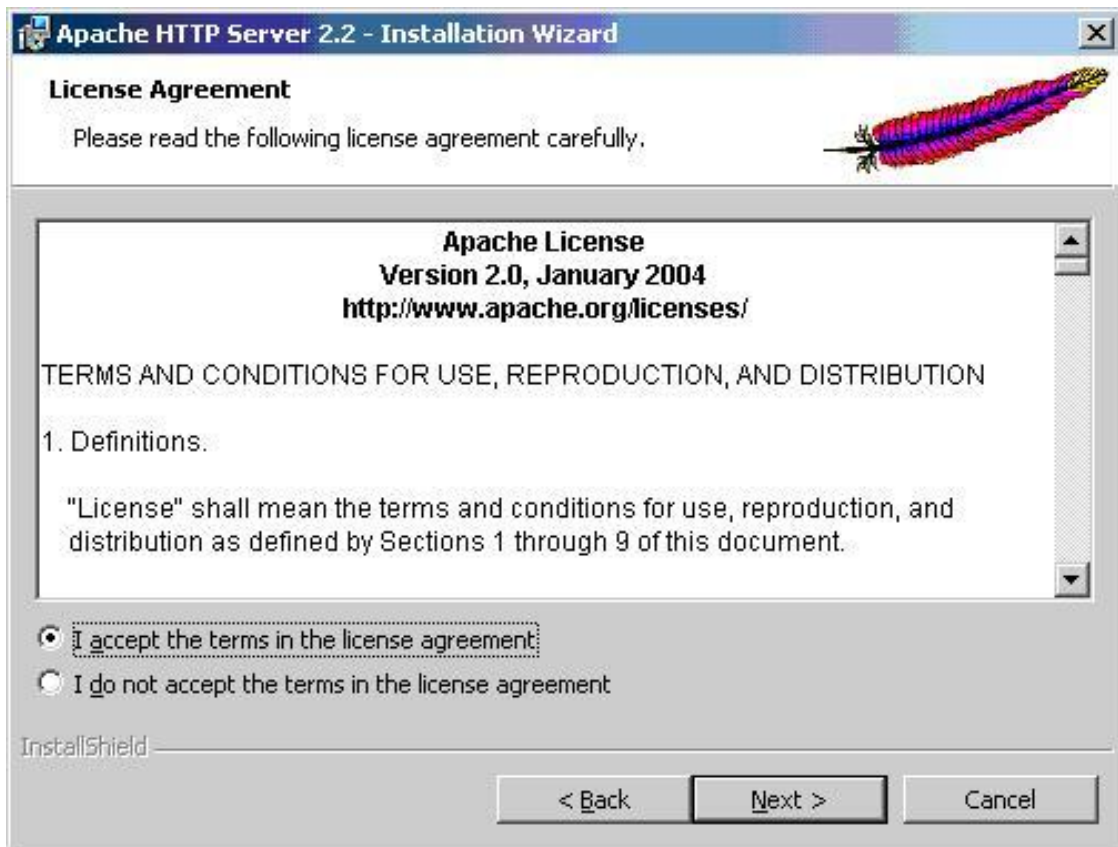 Apache HTTP Server 2.2 - Installation Wizard
License Agreement
Please read the following license agreement carefully.
Apache License
Version 2.0, January 2004
http://www.apache.org/licenses/
TERMS AND CONDITIONS FOR USE, REPRODUCTION, AND DISTRIBUTION
1. Definitions.
"License" shall mean the terms and conditions for use, reproduction, and
distribution as defined by Sections 1 through 9 of this document.
I accept the terms in the license agreement
I do not accept the terms in the license agreement
InstallShield
< Back Next > Cancel